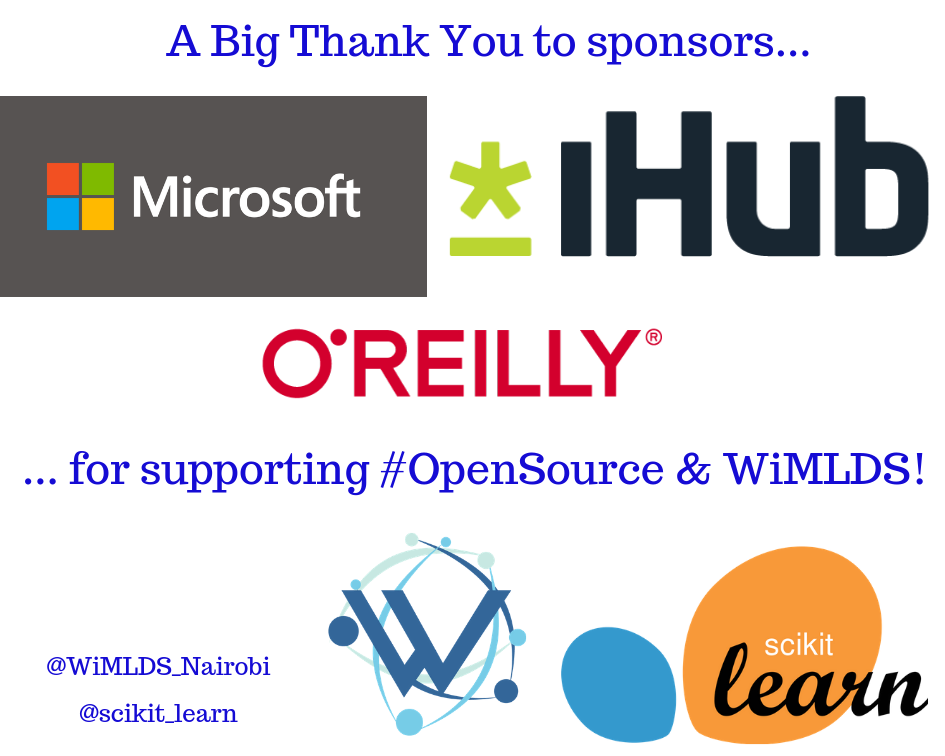 A Big Thank You to sponsors...
Microsoft
iHub
O'REILLY®
... for supporting #OpenSource & WiMLDS!
W
@WiMLDS_Nairobi
@scikit_learn
scikit
learn